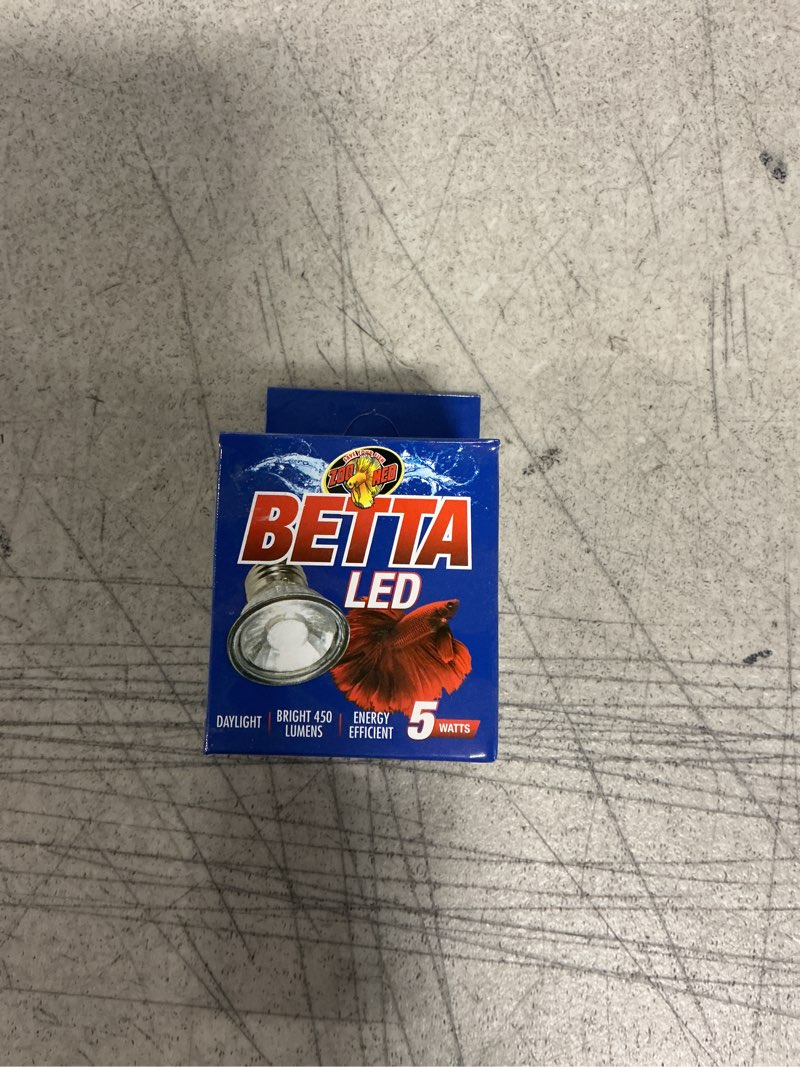 ZOO MED
BETTA
LED
DAYLIGHT
BRIGHT 450
LUMENS
ENERGY
EFFICIENT
5 WATTS